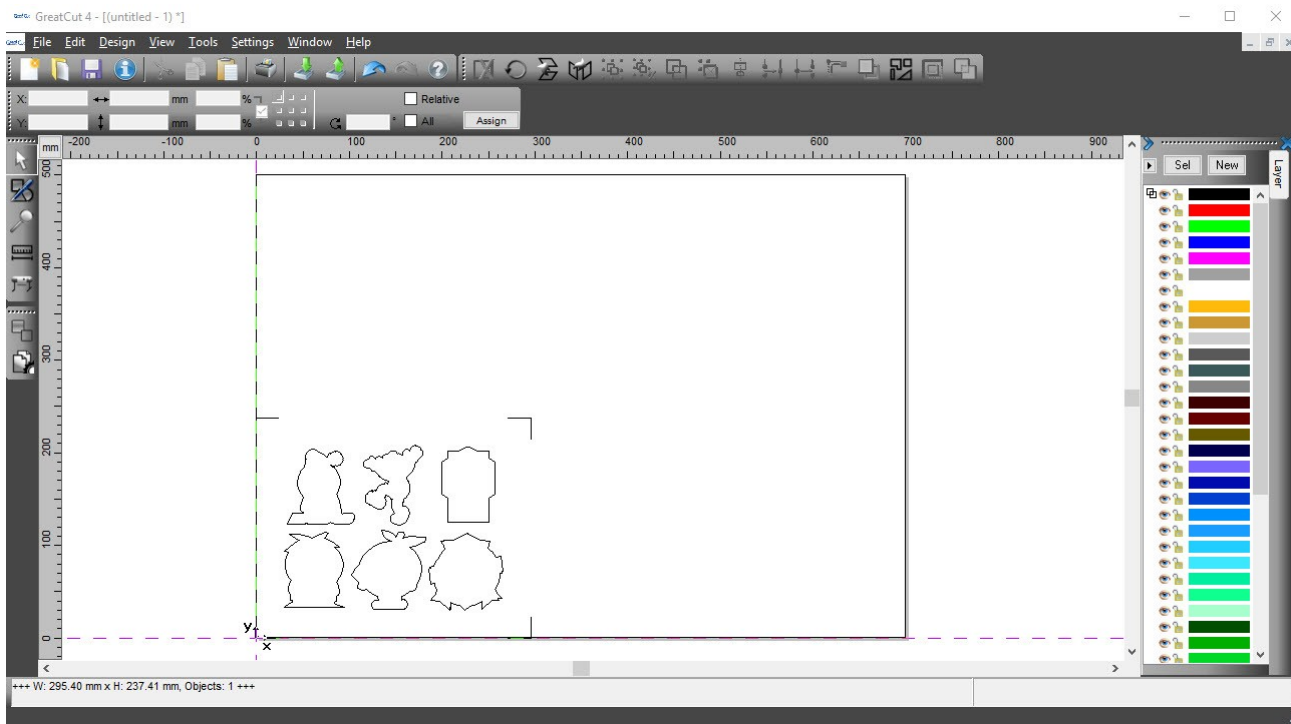 GreatCut 4 - [(untitled - 1) *]
File Edit Design View Tools Settings Window Help
X: mm % Relative
Y: mm % ° All Assign
mm -200 -100 0 100 200 300 400 500 600 700 800 900
Sel New
Layer
500
400
300
200
100
0
Y
X
+++ W: 295.40 mm x H: 237.41 mm, Objects: 1 +++